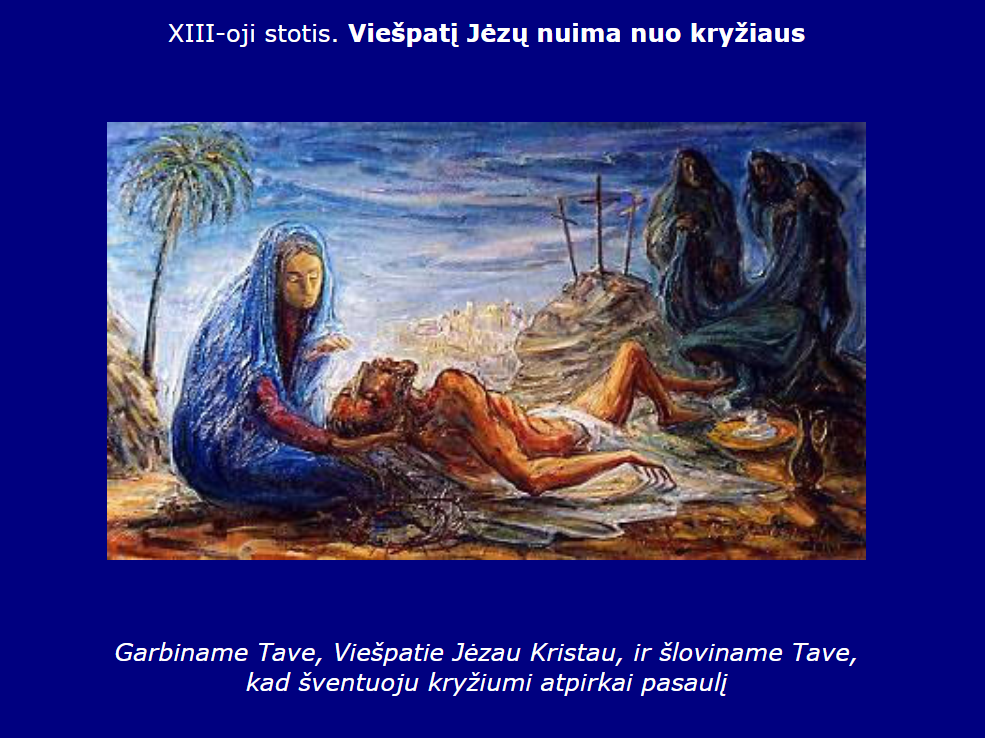 XIII-oji stotis. Viešpatį Jėzų nuima nuo kryžiaus
Garbiname Tave, Viešpatie Jėzau Kristau, ir šloviname Tave,
kad šventuoju kryžiumi atpirkai pasaulį